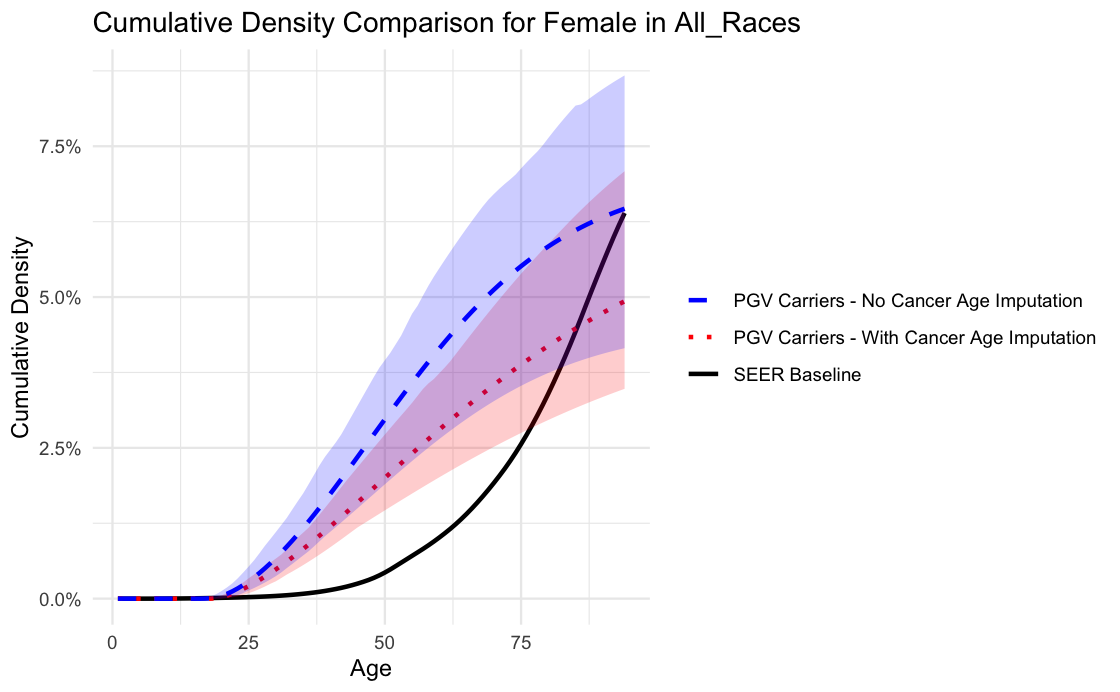 Cumulative Density Comparison for Female in All_Races
Cumulative Density
7.5%
5.0%
2.5%
0.0%
0
25
50
75
Age
PGV Carriers - No Cancer Age Imputation
PGV Carriers - With Cancer Age Imputation
SEER Baseline